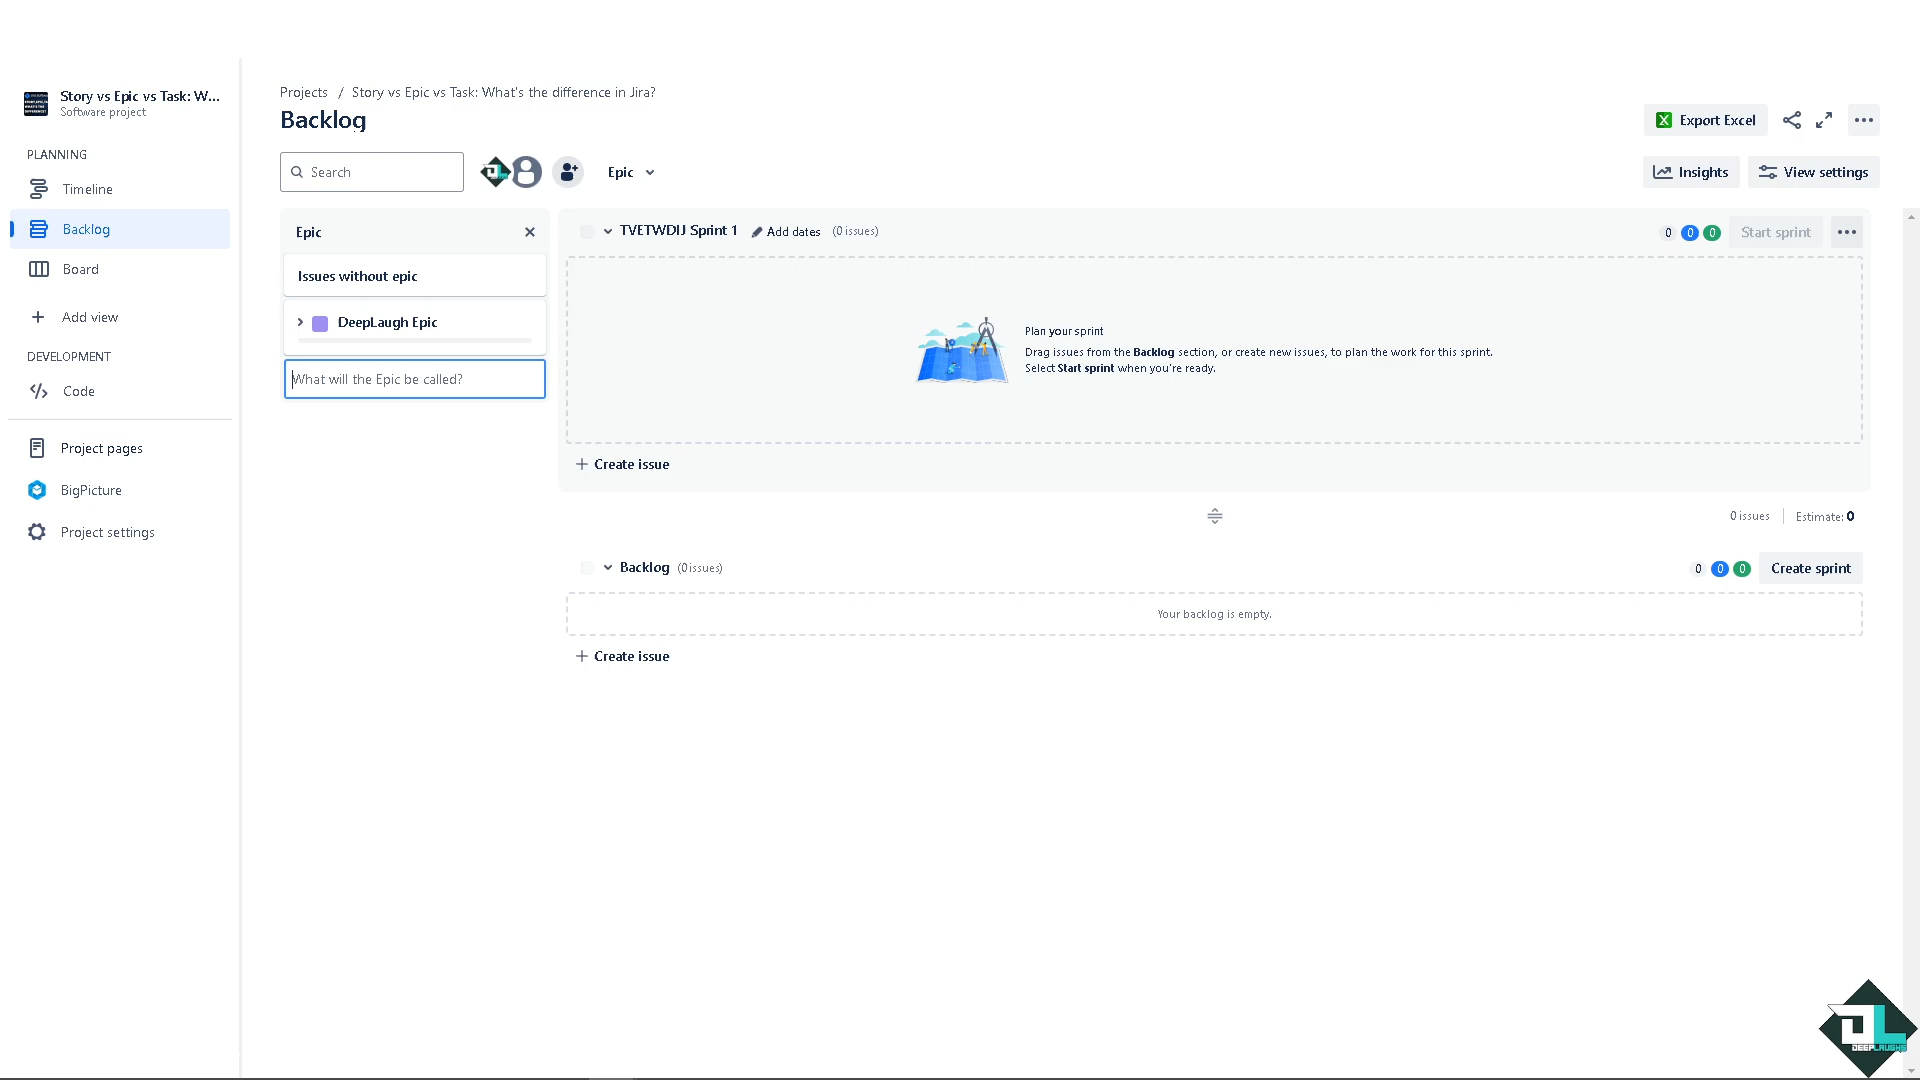 Story vs Epic vs Task: W...
Software project
PLANNING
Timeline
Backlog
Board
Add view
DEVELOPMENT
Code
Project pages
BigPicture
Project settings
Projects / Story vs Epic vs Task: What's the difference in Jira?
Backlog
Export Excel
Search
Epic
Insights
View settings
Epic
Issues without epic
DeepLaugh Epic
What will the Epic be called?
TVETWDIJ Sprint 1 Add dates (0 issues)
0 0 0 Start sprint
Plan your sprint
Drag issues from the Backlog section, or create new issues, to plan the work for this sprint.
Select Start sprint when you're ready.
Create issue
0 issues Estimate: 0
Backlog (0 issues)
0 0 0 Create sprint
Your backlog is empty.
Create issue
DEEPLAUGHS